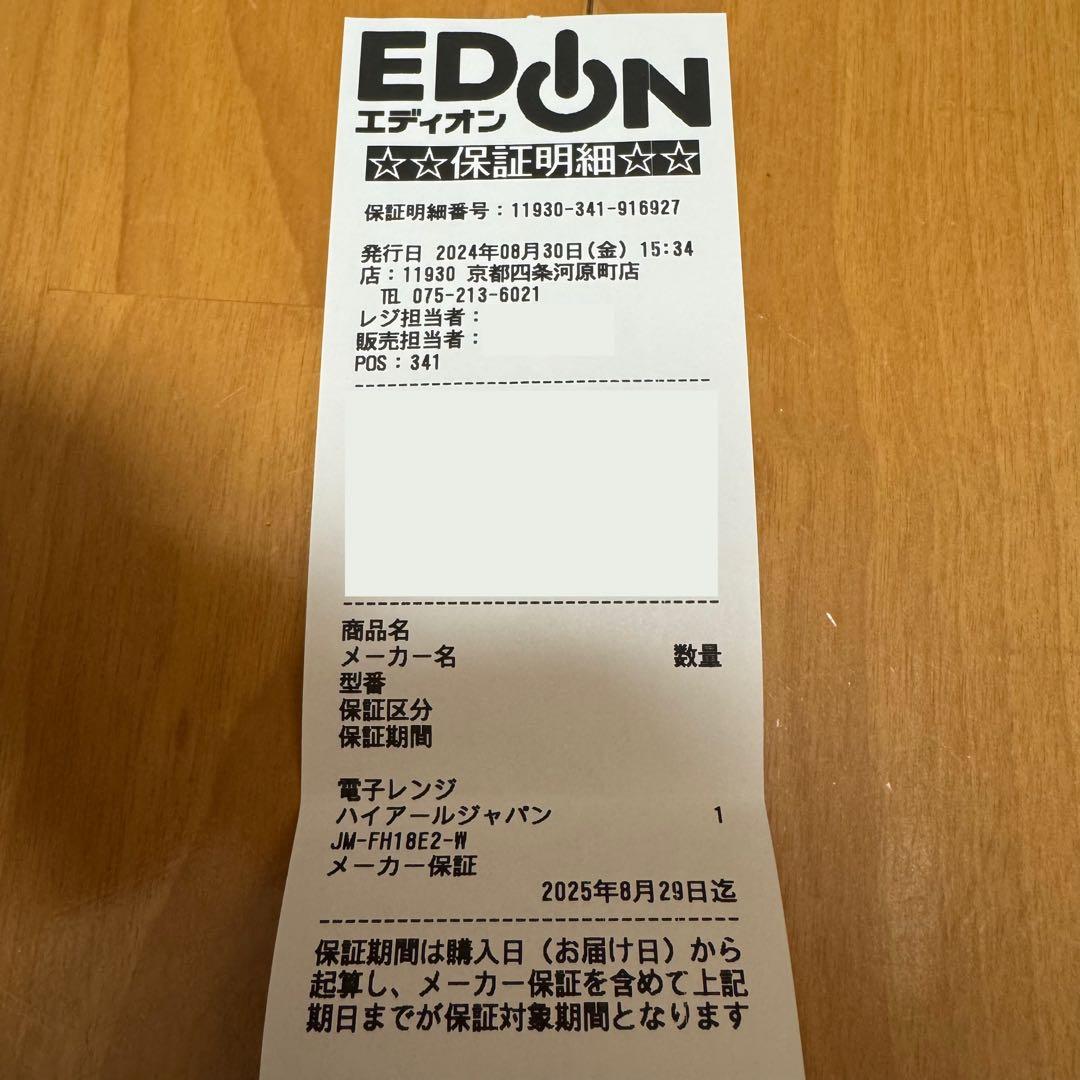 EDION
エディオン
☆☆保証明細☆☆
保証明細番号：11930-341-916927
発行日 2024年08月30日(金) 15:34
店：11930 京都四条河原町店
TEL 075-213-6021
レジ担当者：
販売担当者：
POS：341
商品名
メーカー名 数量
型番
保証区分
保証期間
電子レンジ
ハイアールジャパン 1
JM-FH18E2-W
メーカー保証
2025年8月29日迄
保証期間は購入日（お届け日）から
起算し、メーカー保証を含めて上記
期日までが保証対象期間となります